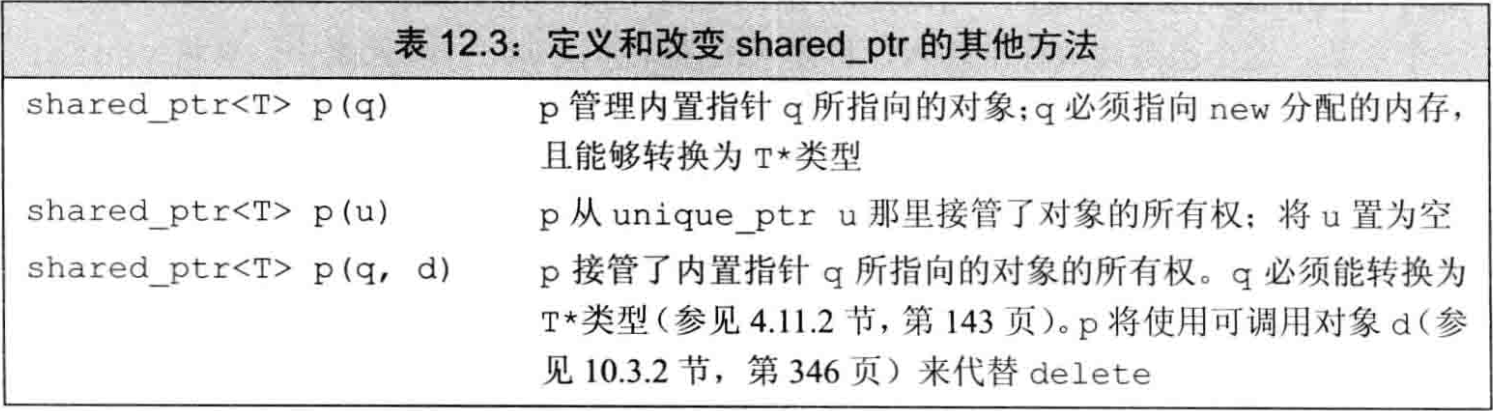 表 12.3：定义和改变 shared_ptr 的其他方法
shared_ptr<T> p(q) p 管理内置指针 q 所指向的对象；q 必须指向 new 分配的内存，
且能够转换为 T*类型
shared_ptr<T> p(u) p 从 unique_ptr u 那里接管了对象的所有权；将 u 置为空
shared_ptr<T> p(q, d) p 接管了内置指针 q 所指向的对象的所有权。q 必须能转换为
T*类型（参见 4.11.2 节，第 143 页）。p 将使用可调用对象 d（参
见 10.3.2 节，第 346 页）来代替 delete